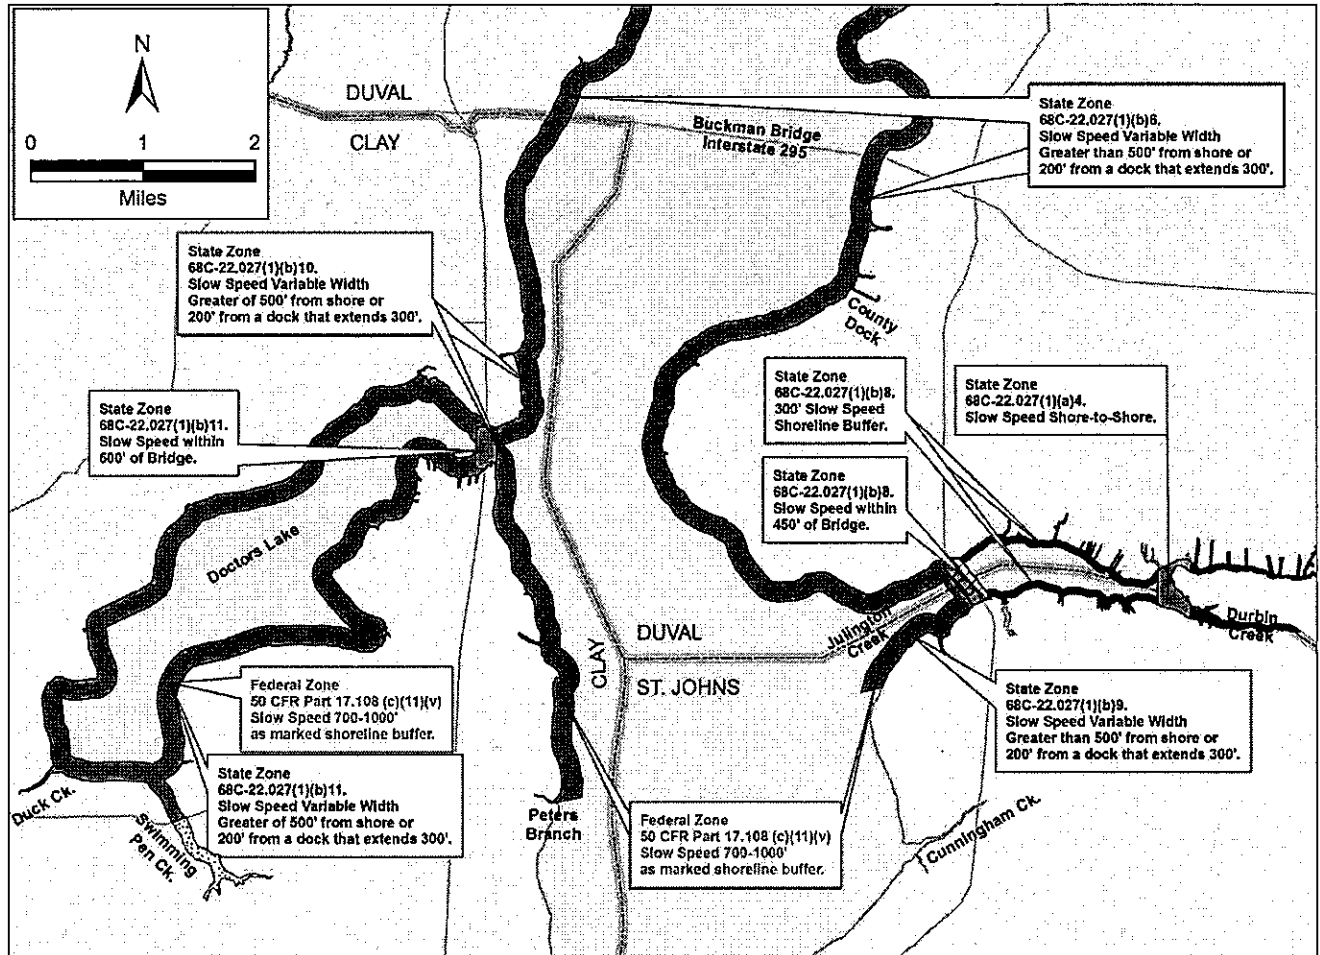 N
0 1 2
Miles
DUVAL
CLAY
Buckman Bridge
Interstate 295
State Zone
68C-22.027(1)(b)6.
Slow Speed Variable Width
Greater than 500' from shore or
200' from a dock that extends 300'.
State Zone
68C-22.027(1)(b)10.
Slow Speed Variable Width
Greater of 500' from shore or
200' from a dock that extends 300'.
County
Dock
State Zone
68C-22.027(1)(b)8.
300' Slow Speed
Shoreline Buffer.
State Zone
68C-22.027(1)(a)4.
Slow Speed Shore-to-Shore.
State Zone
68C-22.027(1)(b)11.
Slow Speed within
600' of Bridge.
State Zone
68C-22.027(1)(b)8.
Slow Speed within
450' of Bridge.
Doctors Lake
Julington
Creek
Durbin
Creek
DUVAL
CLAY
ST. JOHNS
Federal Zone
50 CFR Part 17.108 (c)(11)(v)
Slow Speed 700-1000'
as marked shoreline buffer.
State Zone
68C-22.027(1)(b)9.
Slow Speed Variable Width
Greater than 500' from shore or
200' from a dock that extends 300'.
State Zone
68C-22.027(1)(b)11.
Slow Speed Variable Width
Greater of 500' from shore or
200' from a dock that extends 300'.
Duck Ck.
Swimming
Pen Ck.
Peters
Branch
Federal Zone
50 CFR Part 17.108 (c)(11)(v)
Slow Speed 700-1000'
as marked shoreline buffer.
Cunningham Ck.